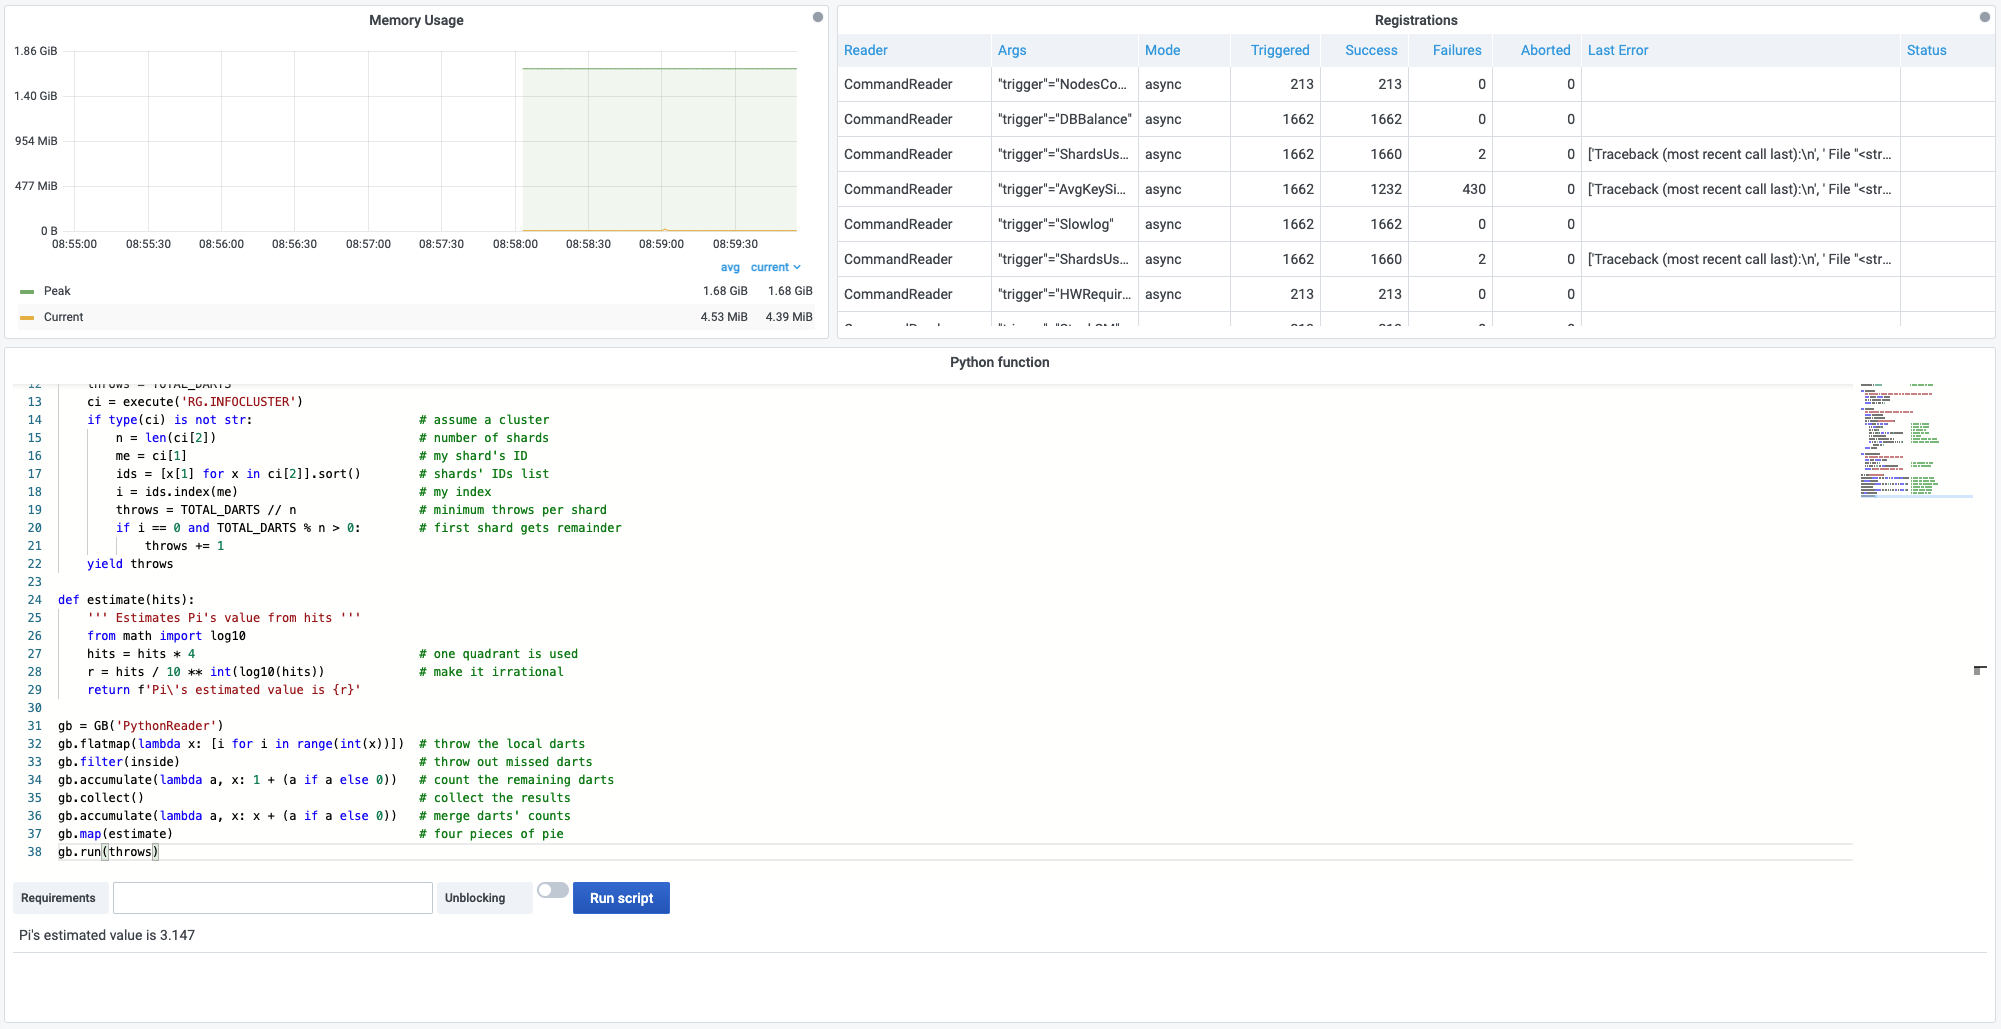 Memory Usage
1.86 GiB
1.40 GiB
954 MiB
477 MiB
0 B
08:55:00 08:55:30 08:56:00 08:56:30 08:57:00 08:57:30 08:58:00 08:58:30 08:59:00 08:59:30
avg current
Peak 1.68 GiB 1.68 GiB
Current 4.53 MiB 4.39 MiB
Registrations
Reader Args Mode Triggered Success Failures Aborted Last Error Status
CommandReader "trigger"="NodesCo... async 213 213 0 0
CommandReader "trigger"="DBBalance" async 1662 1662 0 0
CommandReader "trigger"="ShardsUs... async 1662 1660 2 0 ['Traceback (most recent call last):\n', ' File "<str...
CommandReader "trigger"="AvgKeySi... async 1662 1232 430 0 ['Traceback (most recent call last):\n', ' File "<str...
CommandReader "trigger"="Slowlog" async 1662 1662 0 0
CommandReader "trigger"="ShardsUs... async 1662 1660 2 0 ['Traceback (most recent call last):\n', ' File "<str...
CommandReader "trigger"="HWRequir... async 213 213 0 0
Python function
12 throws = TOTAL_DARTS
13 ci = execute('RG.INFOCLUSTER')
14 if type(ci) is not str: # assume a cluster
15 n = len(ci[2]) # number of shards
16 me = ci[1] # my shard's ID
17 ids = [x[1] for x in ci[2]].sort() # shards' IDs list
18 i = ids.index(me) # my index
19 throws = TOTAL_DARTS // n # minimum throws per shard
20 if i == 0 and TOTAL_DARTS % n > 0: # first shard gets remainder
21 throws += 1
22 yield throws
23
24 def estimate(hits):
25 ''' Estimates Pi's value from hits '''
26 from math import log10
27 hits = hits * 4 # one quadrant is used
28 r = hits / 10 ** int(log10(hits)) # make it irrational
29 return f'Pi\'s estimated value is {r}'
30
31 gb = GB('PythonReader')
32 gb.flatmap(lambda x: [i for i in range(int(x))]) # throw the local darts
33 gb.filter(inside) # throw out missed darts
34 gb.accumulate(lambda a, x: 1 + (a if a else 0)) # count the remaining darts
35 gb.collect() # collect the results
36 gb.accumulate(lambda a, x: x + (a if a else 0)) # merge darts' counts
37 gb.map(estimate) # four pieces of pie
38 gb.run(throws)
Requirements Unblocking Run script
Pi's estimated value is 3.147